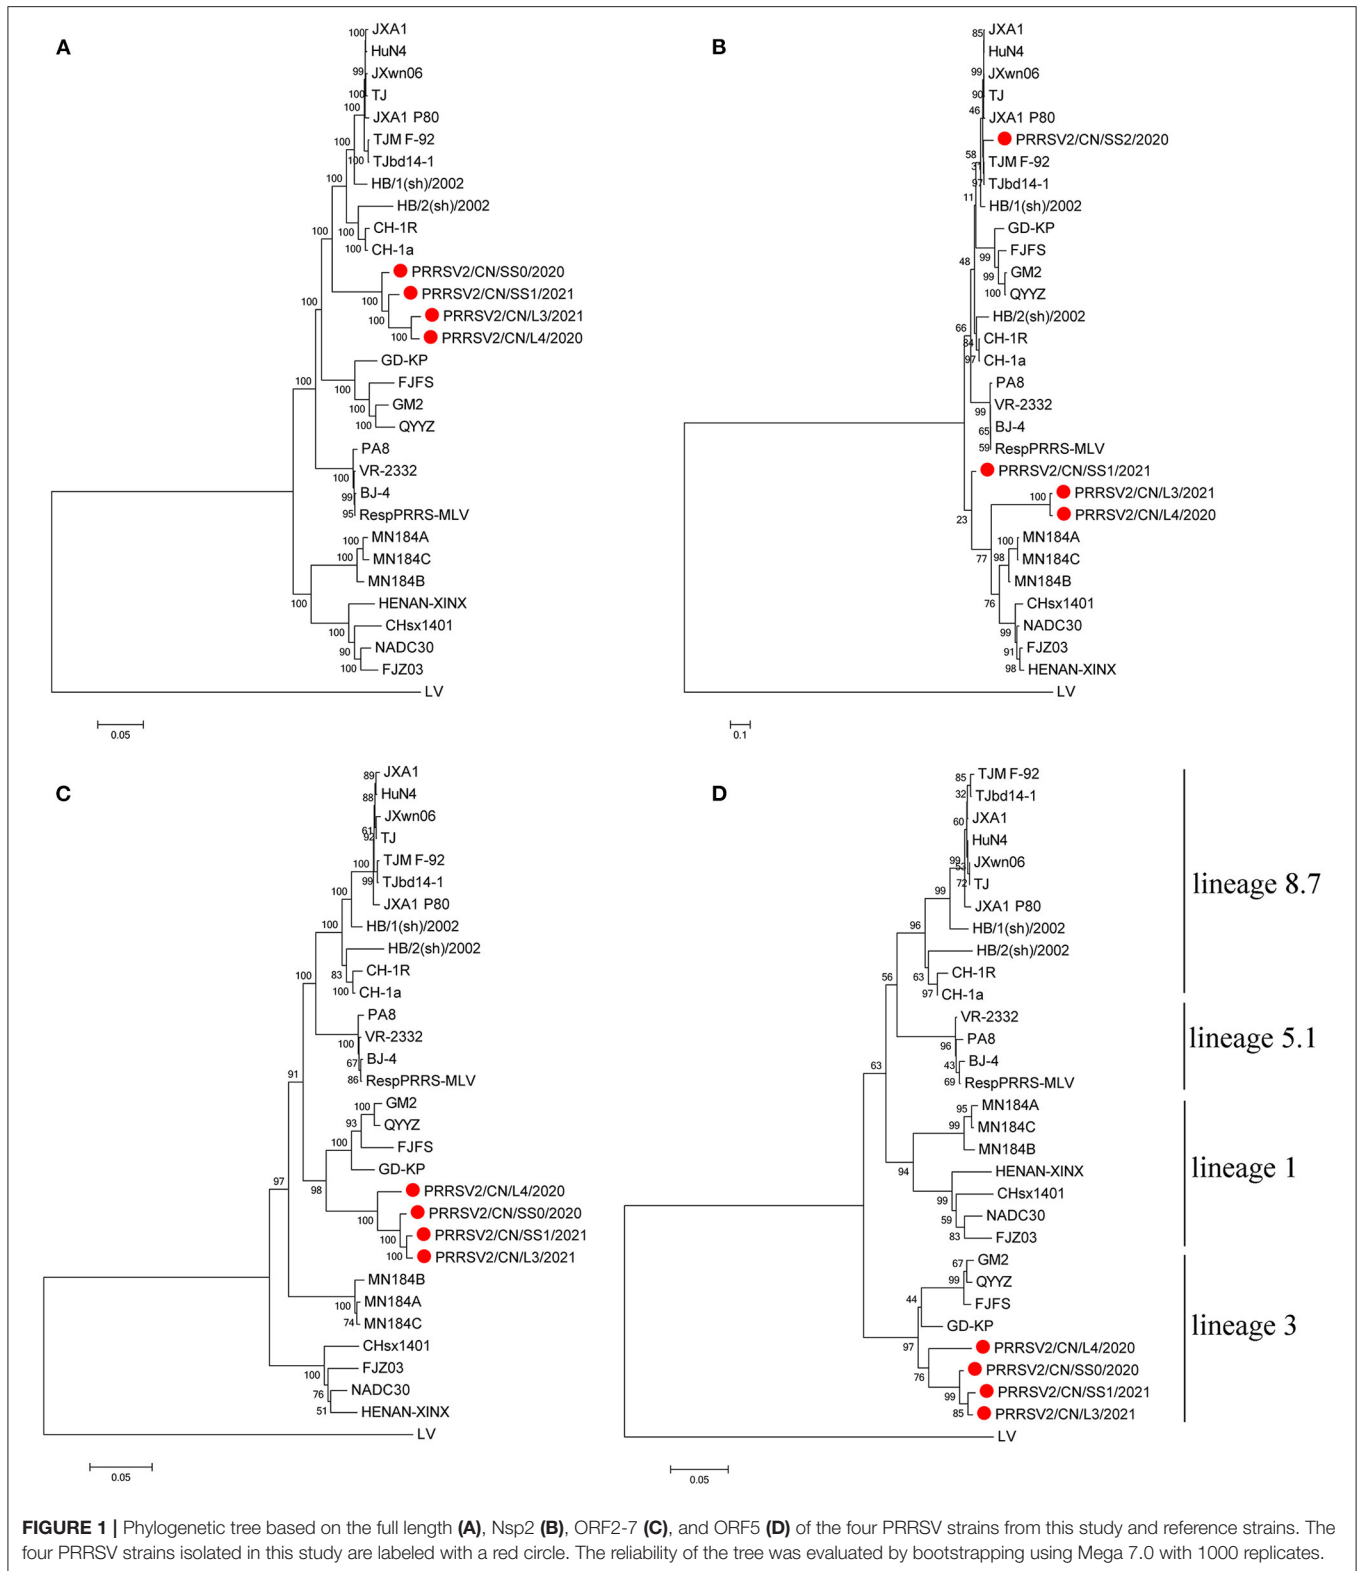 A
100 JXA1
HuN4
99 JXwn06
100 TJ
100 JXA1 P80
TJM F-92
100 100 TJbd14-1
100 HB/1(sh)/2002
HB/2(sh)/2002
100 100 CH-1R
100 CH-1a
PRRSV2/CN/SS0/2020
100 100 PRRSV2/CN/SS1/2021
100 PRRSV2/CN/L3/2021
100 PRRSV2/CN/L4/2020
GD-KP
100 100 FJFS
100 GM2
100 QYYZ
PA8
100 VR-2332
99 BJ-4
95 RespPRRS-MLV
100 MN184A
100 MN184C
MN184B
100 HENAN-XINX
100 CHsx1401
90 NADC30
100 FJZ03
LV
0.05
B
85 JXA1
HuN4
99 JXwn06
90 TJ
46 JXA1 P80
PRRSV2/CN/SS2/2020
58 TJM F-92
3
97 TJbd14-1
11 HB/1(sh)/2002
GD-KP
99 FJFS
48 99 GM2
100 QYYZ
HB/2(sh)/2002
66 84 CH-1R
97 CH-1a
PA8
99 VR-2332
65 BJ-4
59 RespPRRS-MLV
PRRSV2/CN/SS1/2021
100 PRRSV2/CN/L3/2021
23 PRRSV2/CN/L4/2020
100 MN184A
77 98 MN184C
MN184B
76 CHsx1401
99 NADC30
91 FJZ03
98 HENAN-XINX
LV
0.1
C
89 JXA1
88 HuN4
JXwn06
61
92 TJ
100 TJM F-92
99 TJbd14-1
100 JXA1 P80
100 HB/1(sh)/2002
HB/2(sh)/2002
100 83 CH-1R
100 CH-1a
PA8
100 VR-2332
67 BJ-4
91 86 RespPRRS-MLV
100 GM2
93 QYYZ
100 FJFS
GD-KP
97 98 PRRSV2/CN/L4/2020
100 PRRSV2/CN/SS0/2020
100 PRRSV2/CN/SS1/2021
100 PRRSV2/CN/L3/2021
MN184B
100 MN184A
74 MN184C
CHsx1401
100 FJZ03
76 NADC30
51 HENAN-XINX
LV
0.05
D
85 TJM F-92
32 TJbd14-1
60 JXA1
HuN4
99 53 JXwn06
72 TJ
99 JXA1 P80
96 HB/1(sh)/2002
HB/2(sh)/2002
56 63 CH-1R
97 CH-1a
lineage 8.7
VR-2332
96 PA8
43 BJ-4
63 69 RespPRRS-MLV
lineage 5.1
95 MN184A
99 MN184C
MN184B
94 HENAN-XINX
99 CHsx1401
59 NADC30
83 FJZ03
lineage 1
67 GM2
99 QYYZ
44 FJFS
GD-KP
97 PRRSV2/CN/L4/2020
76 PRRSV2/CN/SS0/2020
99 PRRSV2/CN/SS1/2021
85 PRRSV2/CN/L3/2021
lineage 3
LV
0.05
FIGURE 1 | Phylogenetic tree based on the full length (A), Nsp2 (B), ORF2-7 (C), and ORF5 (D) of the four PRRSV strains from this study and reference strains. The
four PRRSV strains isolated in this study are labeled with a red circle. The reliability of the tree was evaluated by bootstrapping using Mega 7.0 with 1000 replicates.